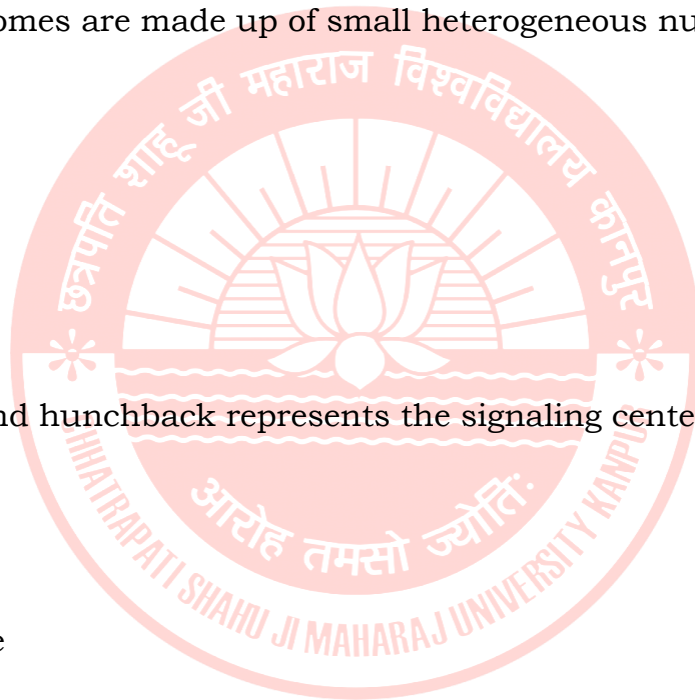 omes are made up of small heterogeneous nu
छत्रपति शाहू जी महाराज विश्वविद्यालय कानपुर
nd hunchback represents the signaling cente
आरोह तमसो ज्योतिः
CHHATRAPATI SHAHU JI MAHARAJ UNIVERSITY KANPUR
e